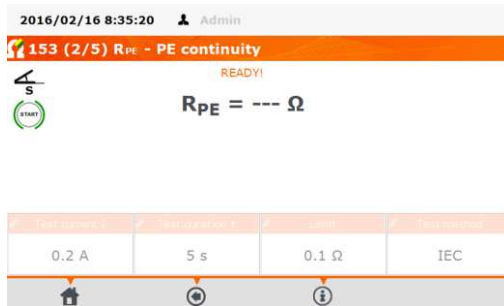 2016/02/16 8:35:20 Admin
153 (2/5) RPE - PE continuity
READY!
S
START
RPE = --- Ω
Test current I Test duration T Limit Test method
0.2 A 5 s 0.1 Ω IEC